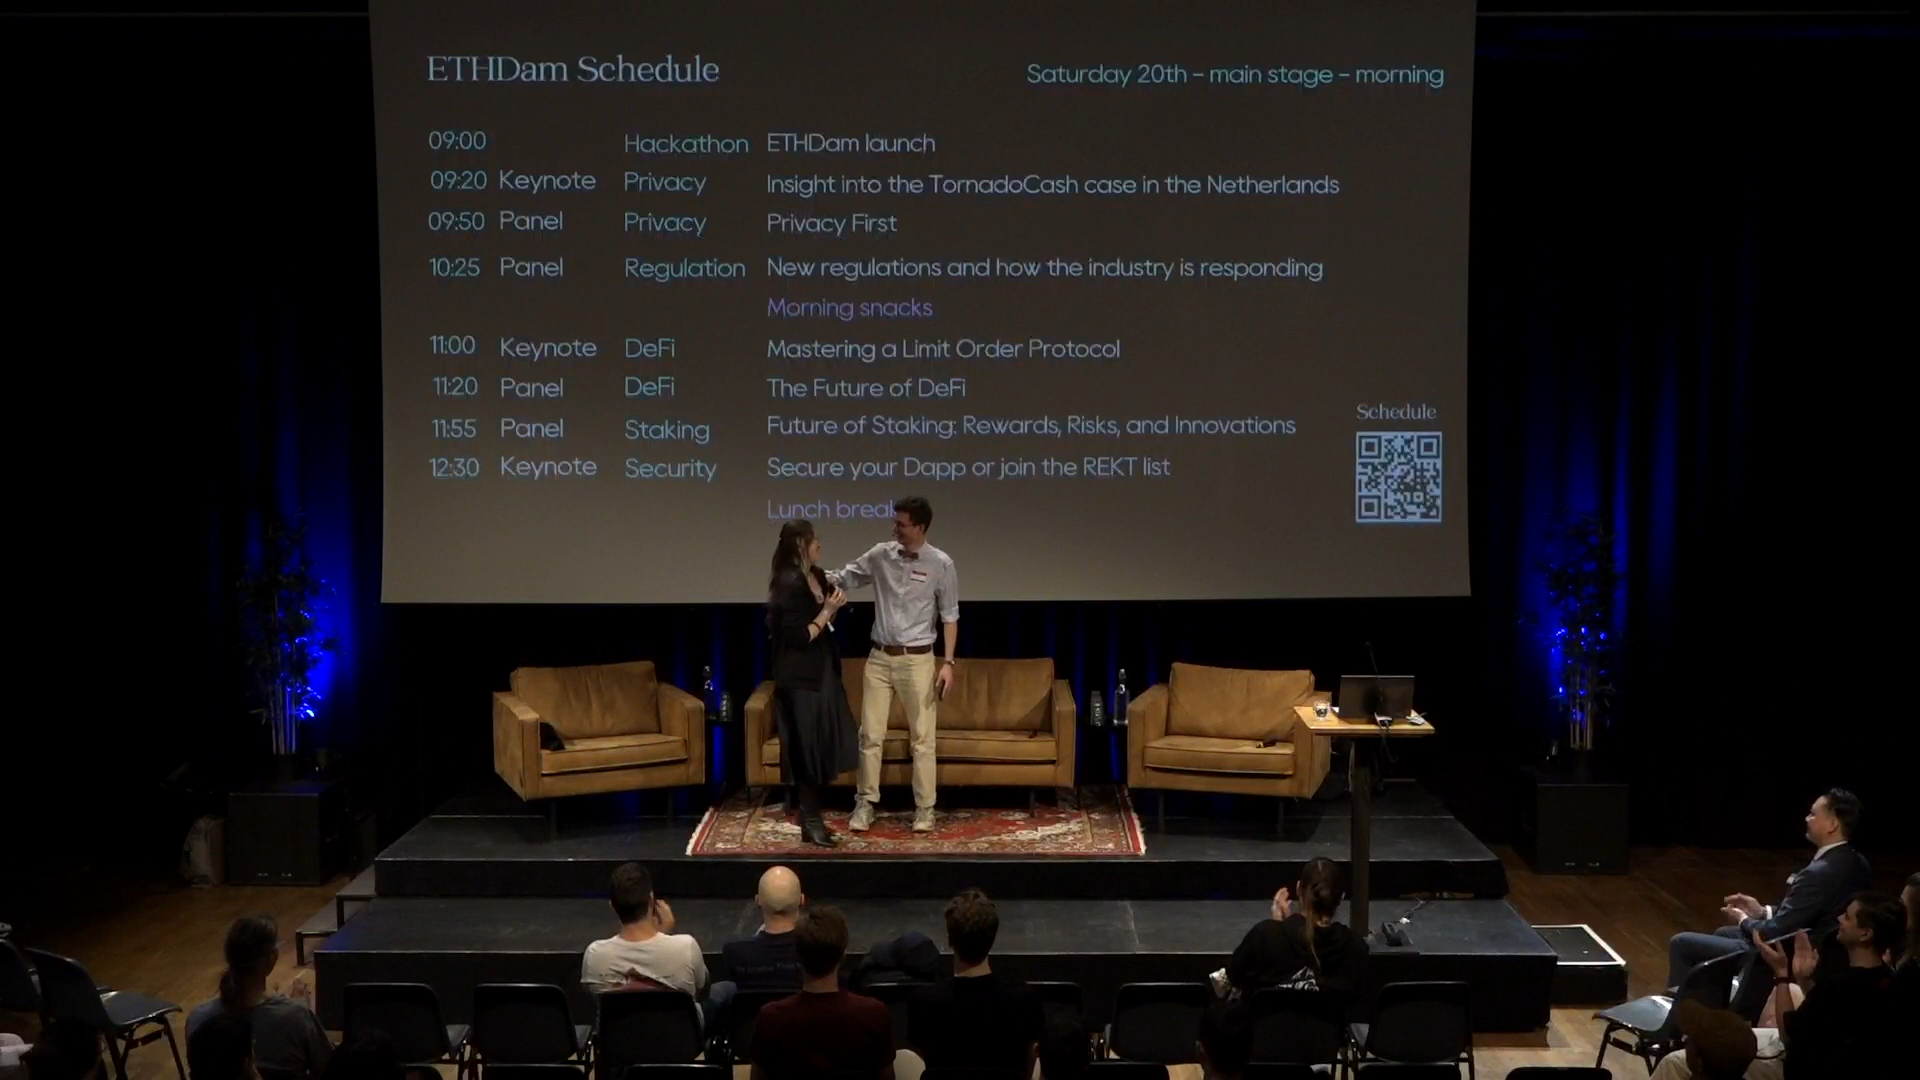 ETHDam Schedule
Saturday 20th – main stage – morning
09:00 Hackathon ETHDam launch
09:20 Keynote Privacy Insight into the TornadoCash case in the Netherlands
09:50 Panel Privacy Privacy First
10:25 Panel Regulation New regulations and how the industry is responding
Morning snacks
11:00 Keynote DeFi Mastering a Limit Order Protocol
11:20 Panel DeFi The Future of DeFi
11:55 Panel Staking Future of Staking: Rewards, Risks, and Innovations
12:30 Keynote Security Secure your Dapp or join the REKT list
Lunch break
Schedule